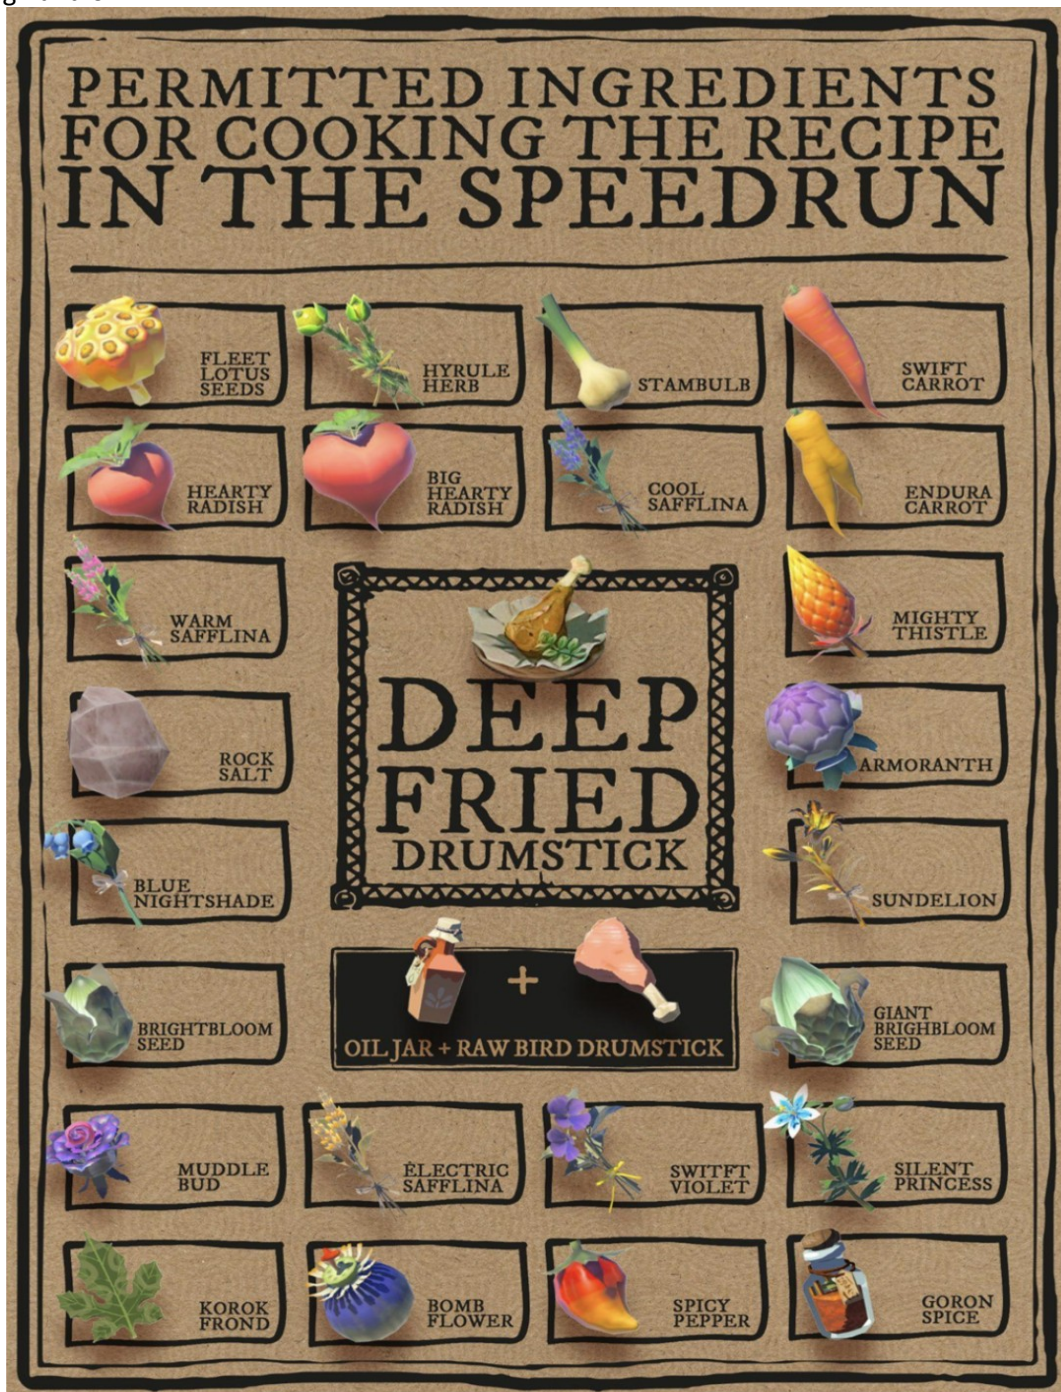 PERMITTED INGREDIENTS
FOR COOKING THE RECIPE
IN THE SPEEDRUN
FLEET
LOTUS
SEEDS
HYRULE
HERB
STAMBULB
SWIFT
CARROT
HEARTY
RADISH
BIG
HEARTY
RADISH
COOL
SAFFLINA
ENDURA
CARROT
WARM
SAFFLINA
MIGHTY
THISTLE
DEEP
FRIED
DRUMSTICK
ROCK
SALT
ARMORANTH
BLUE
NIGHTSHADE
SUNDELION
BRIGHTBLOOM
SEED
+
OIL JAR + RAW BIRD DRUMSTICK
GIANT
BRIGHBLOOM
SEED
MUDDLE
BUD
ELECTRIC
SAFFLINA
SWITFT
VIOLET
SILENT
PRINCESS
KOROK
FROND
BOMB
FLOWER
SPICY
PEPPER
GORON
SPICE